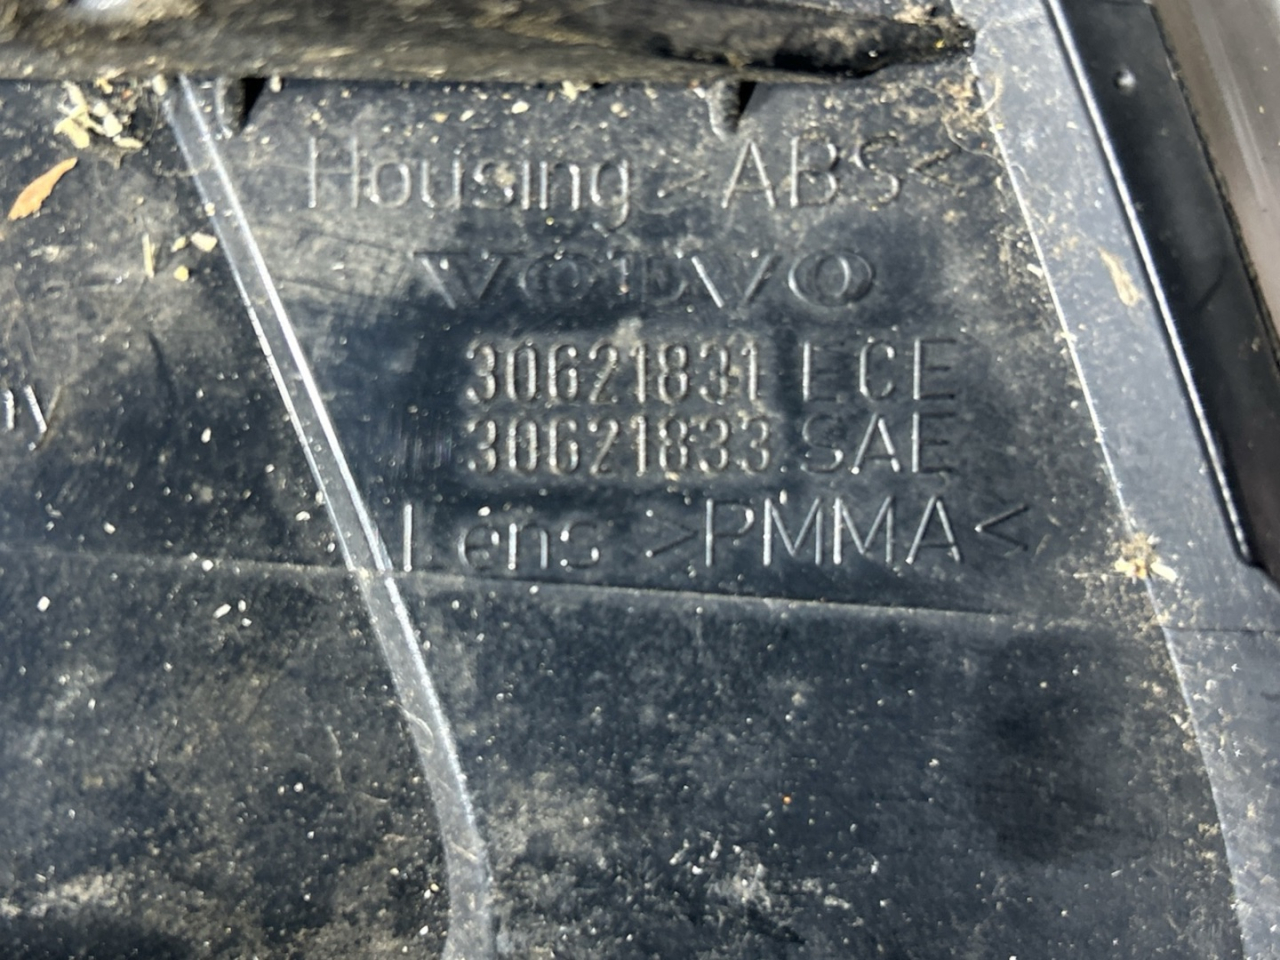 Housing >ABS<
VOLVO
30621831 ECE
30621833 SAE
Lens >PMMA<